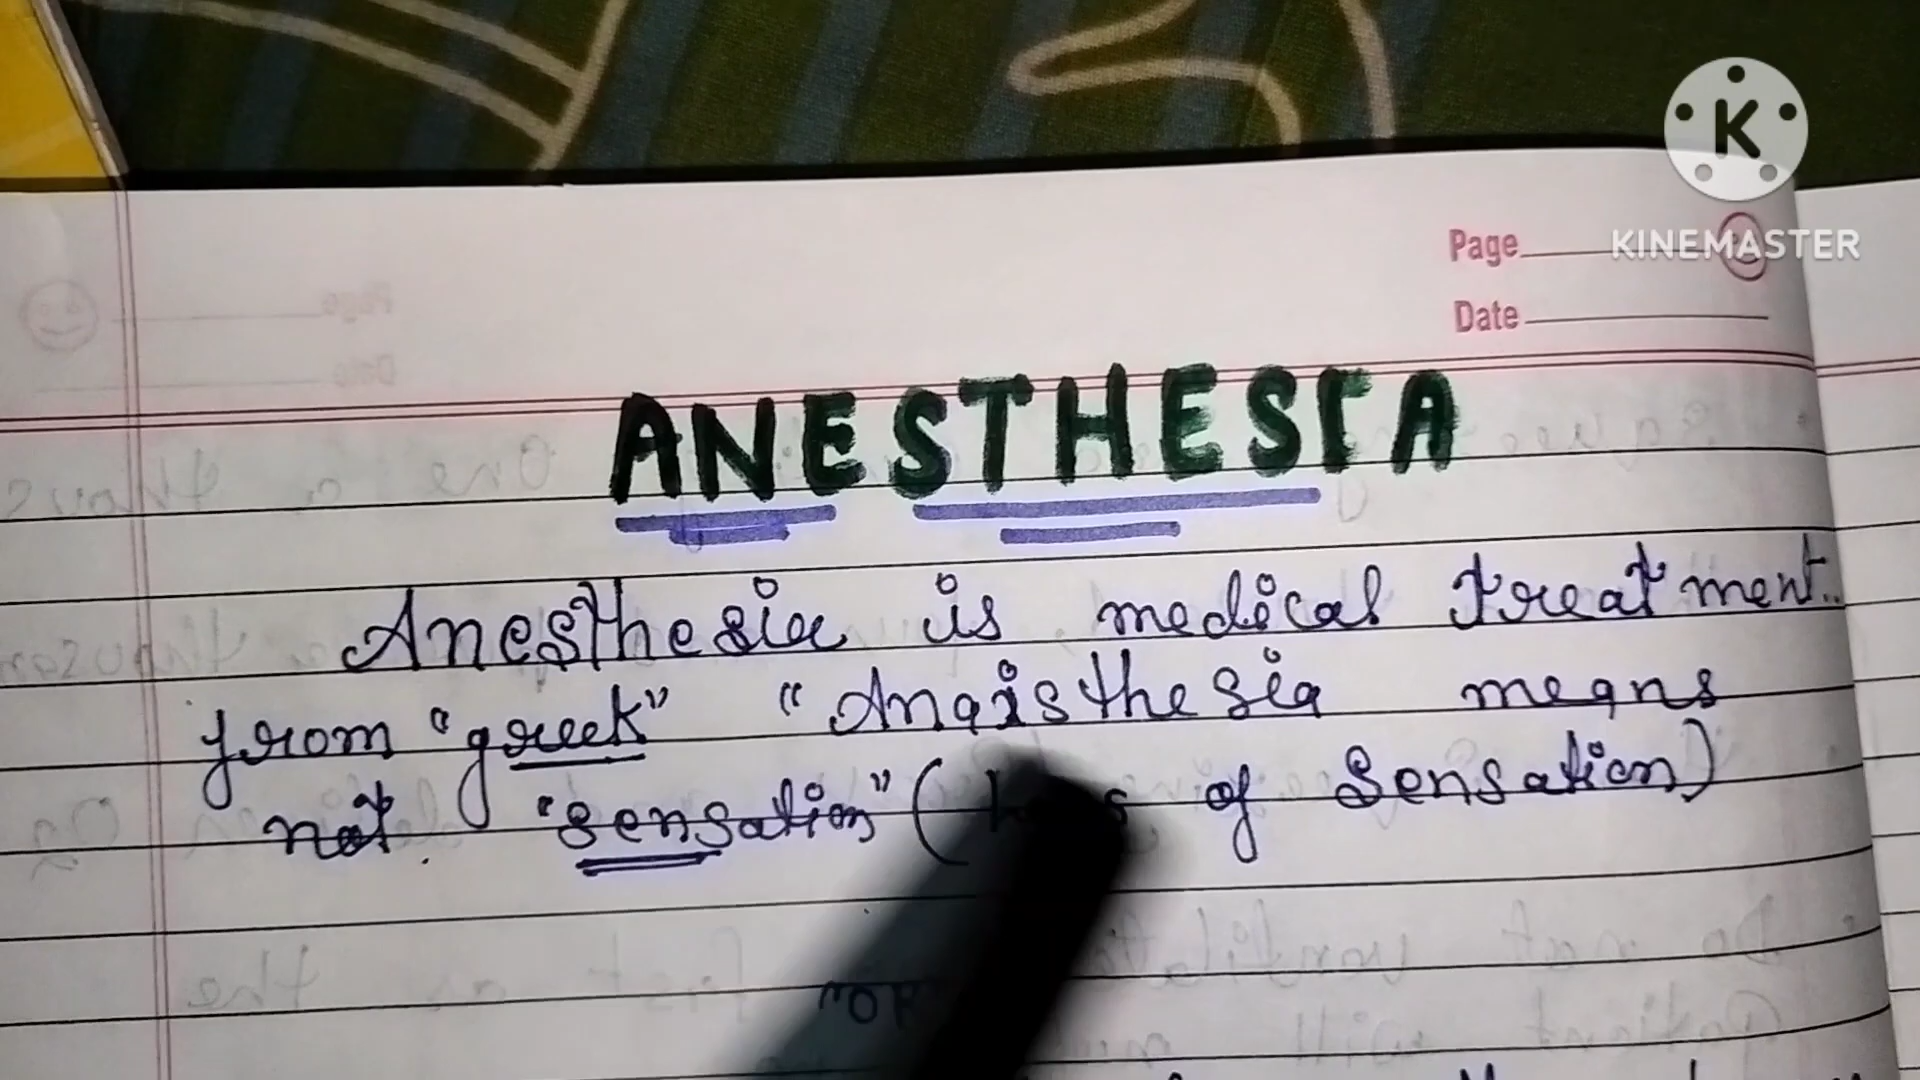 KINEMASTER
Page
Date
ANESTHESIA
Anesthesia is medical treatment..
from "greek" "Anaisthesia means
not "sensation" ( of Sensation)